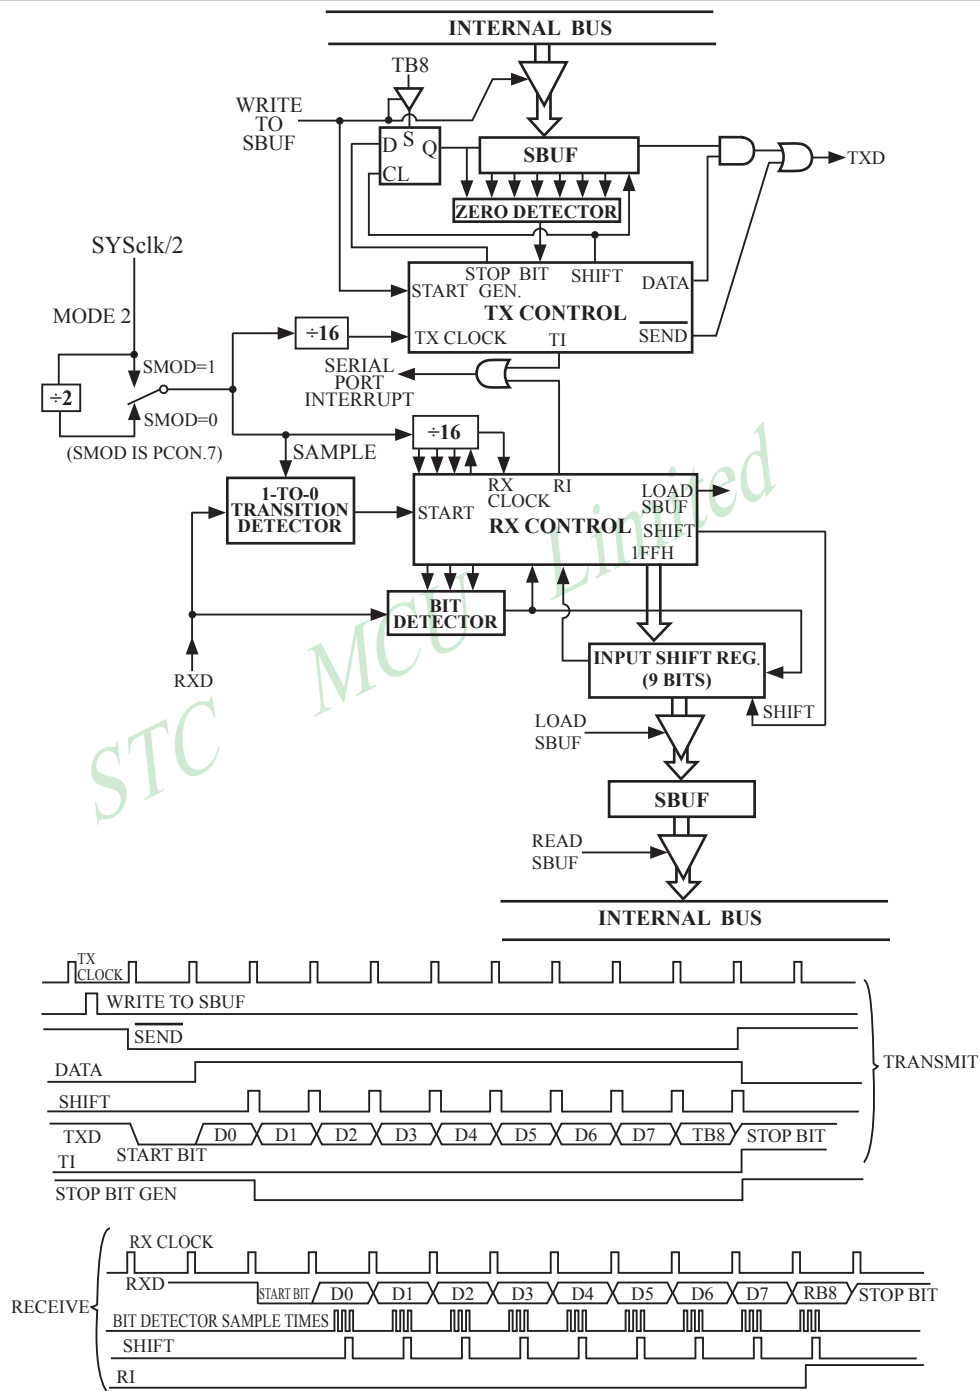 INTERNAL BUS
TB8
WRITE
TO
SBUF
D S Q
CL
SBUF
TXD
ZERO DETECTOR
SYSclk/2
STOP BIT SHIFT
START GEN. DATA
TX CONTROL
MODE 2
÷16
TX CLOCK TI SEND
SERIAL
PORT
INTERRUPT
SMOD=1
÷2
SMOD=0
(SMOD IS PCON.7)
÷16
SAMPLE
1-TO-0
TRANSITION
DETECTOR
RX
CLOCK
RI
LOAD
SBUF
START
RX CONTROL
SHIFT
1FFH
BIT
DETECTOR
RXD
INPUT SHIFT REG.
(9 BITS)
SHIFT
LOAD
SBUF
SBUF
READ
SBUF
INTERNAL BUS
STC MCU Limited
TX
CLOCK
WRITE TO SBUF
SEND
DATA
TRANSMIT
SHIFT
TXD D0 D1 D2 D3 D4 D5 D6 D7 TB8 STOP BIT
START BIT
TI
STOP BIT GEN
RX CLOCK
RXD START BIT D0 D1 D2 D3 D4 D5 D6 D7 RB8 STOP BIT
RECEIVE
BIT DETECTOR SAMPLE TIMES
SHIFT
RI